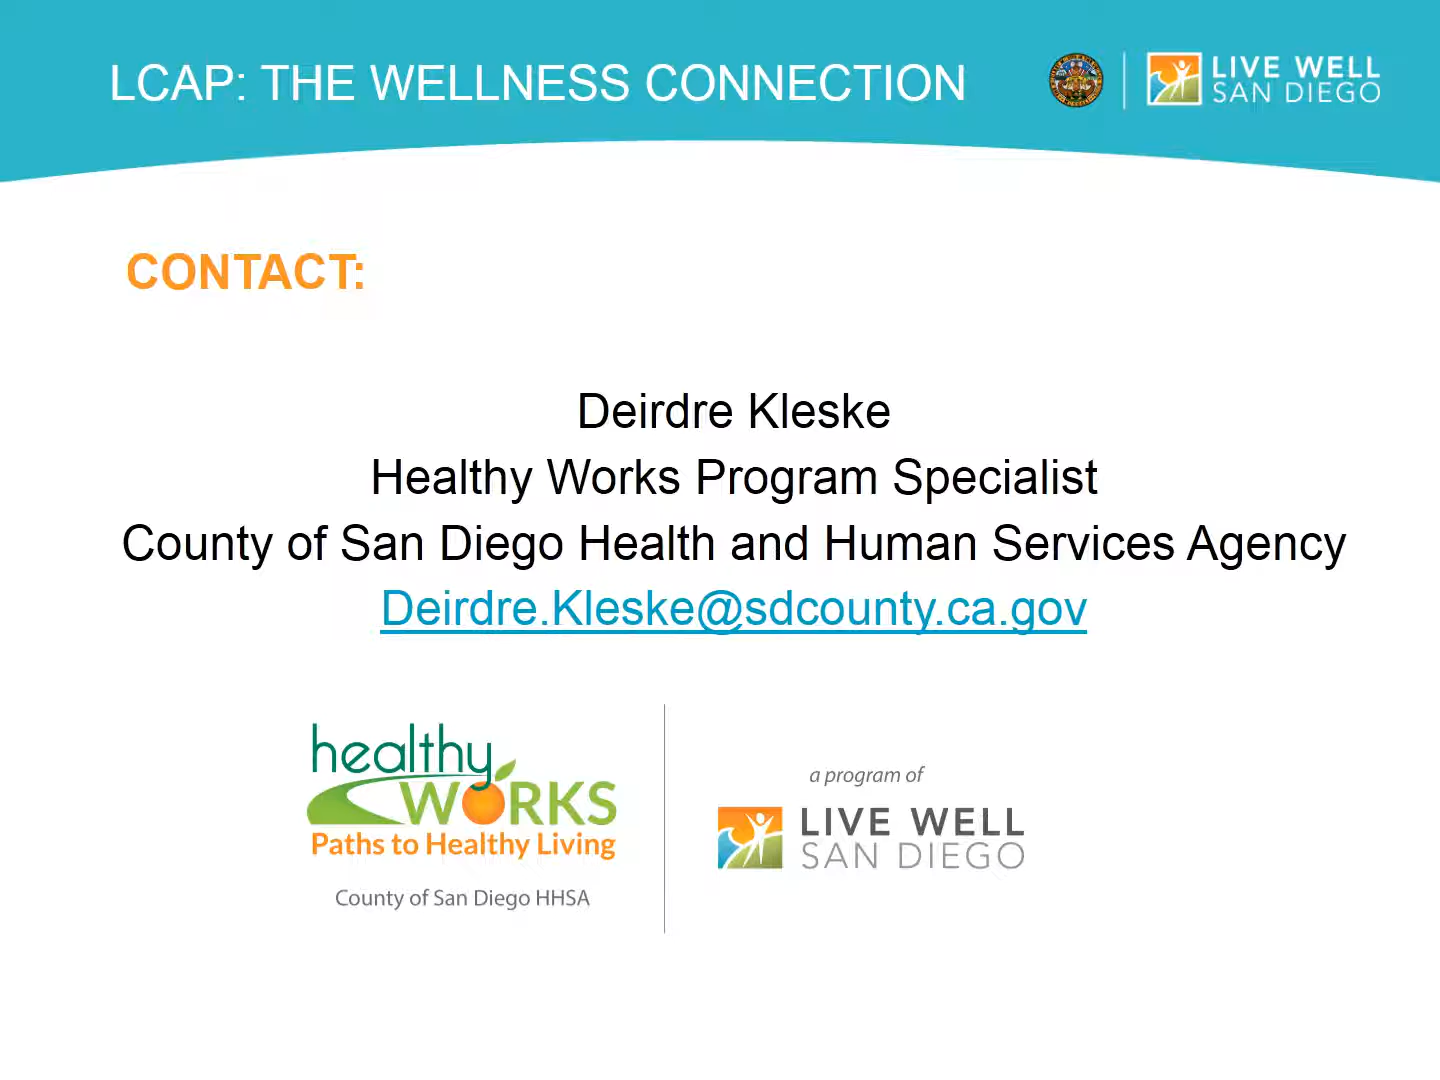 LCAP: THE WELLNESS CONNECTION
LIVE WELL
SAN DIEGO
CONTACT:
Deirdre Kleske
Healthy Works Program Specialist
County of San Diego Health and Human Services Agency
Deirdre.Kleske@sdcounty.ca.gov
healthy
WORKS
Paths to Healthy Living
County of San Diego HHSA
a program of
LIVE WELL
SAN DIEGO